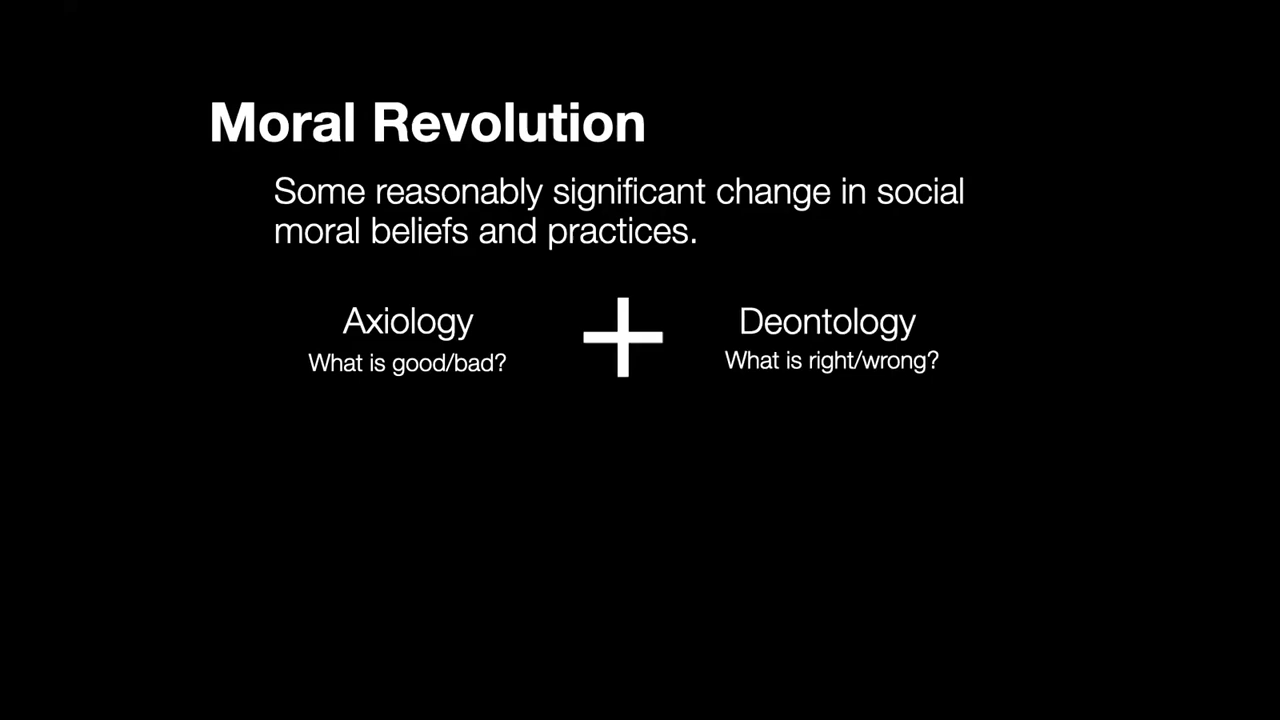 Moral Revolution
Some reasonably significant change in social
moral beliefs and practices.
Axiology + Deontology
What is good/bad? What is right/wrong?